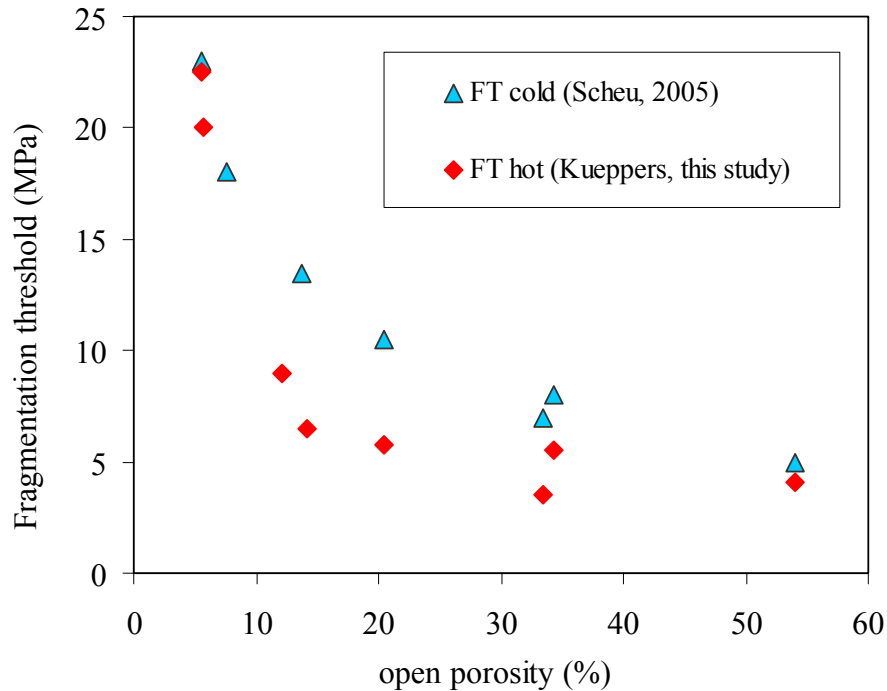 25
20
15
10
5
0
Fragmentation threshold (MPa)
FT cold (Scheu, 2005)
FT hot (Kueppers, this study)
0 10 20 30 40 50 60
open porosity (%)